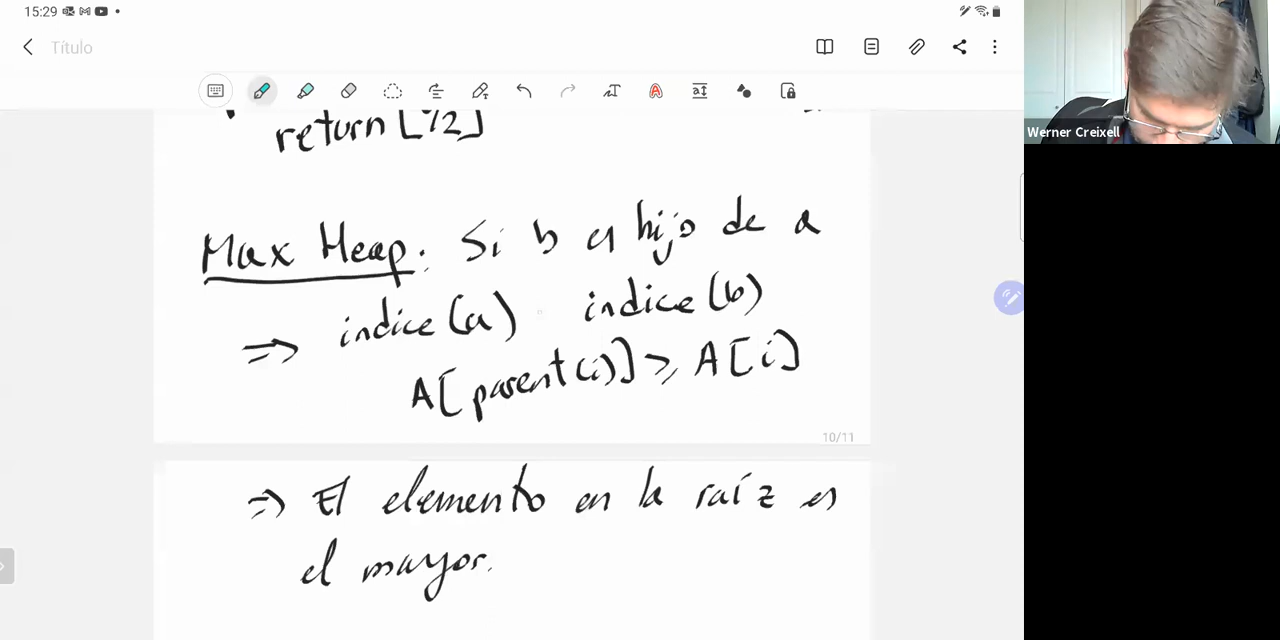 15:29
Título
Werner Creixell
return ⌊i/2⌋
Max Heap: Si b es hijo de a
⇒ indice(a) indice(b)
A[parent(i)] ≥ A[i]
10/11
⇒ El elemento en la raíz es
el mayor.